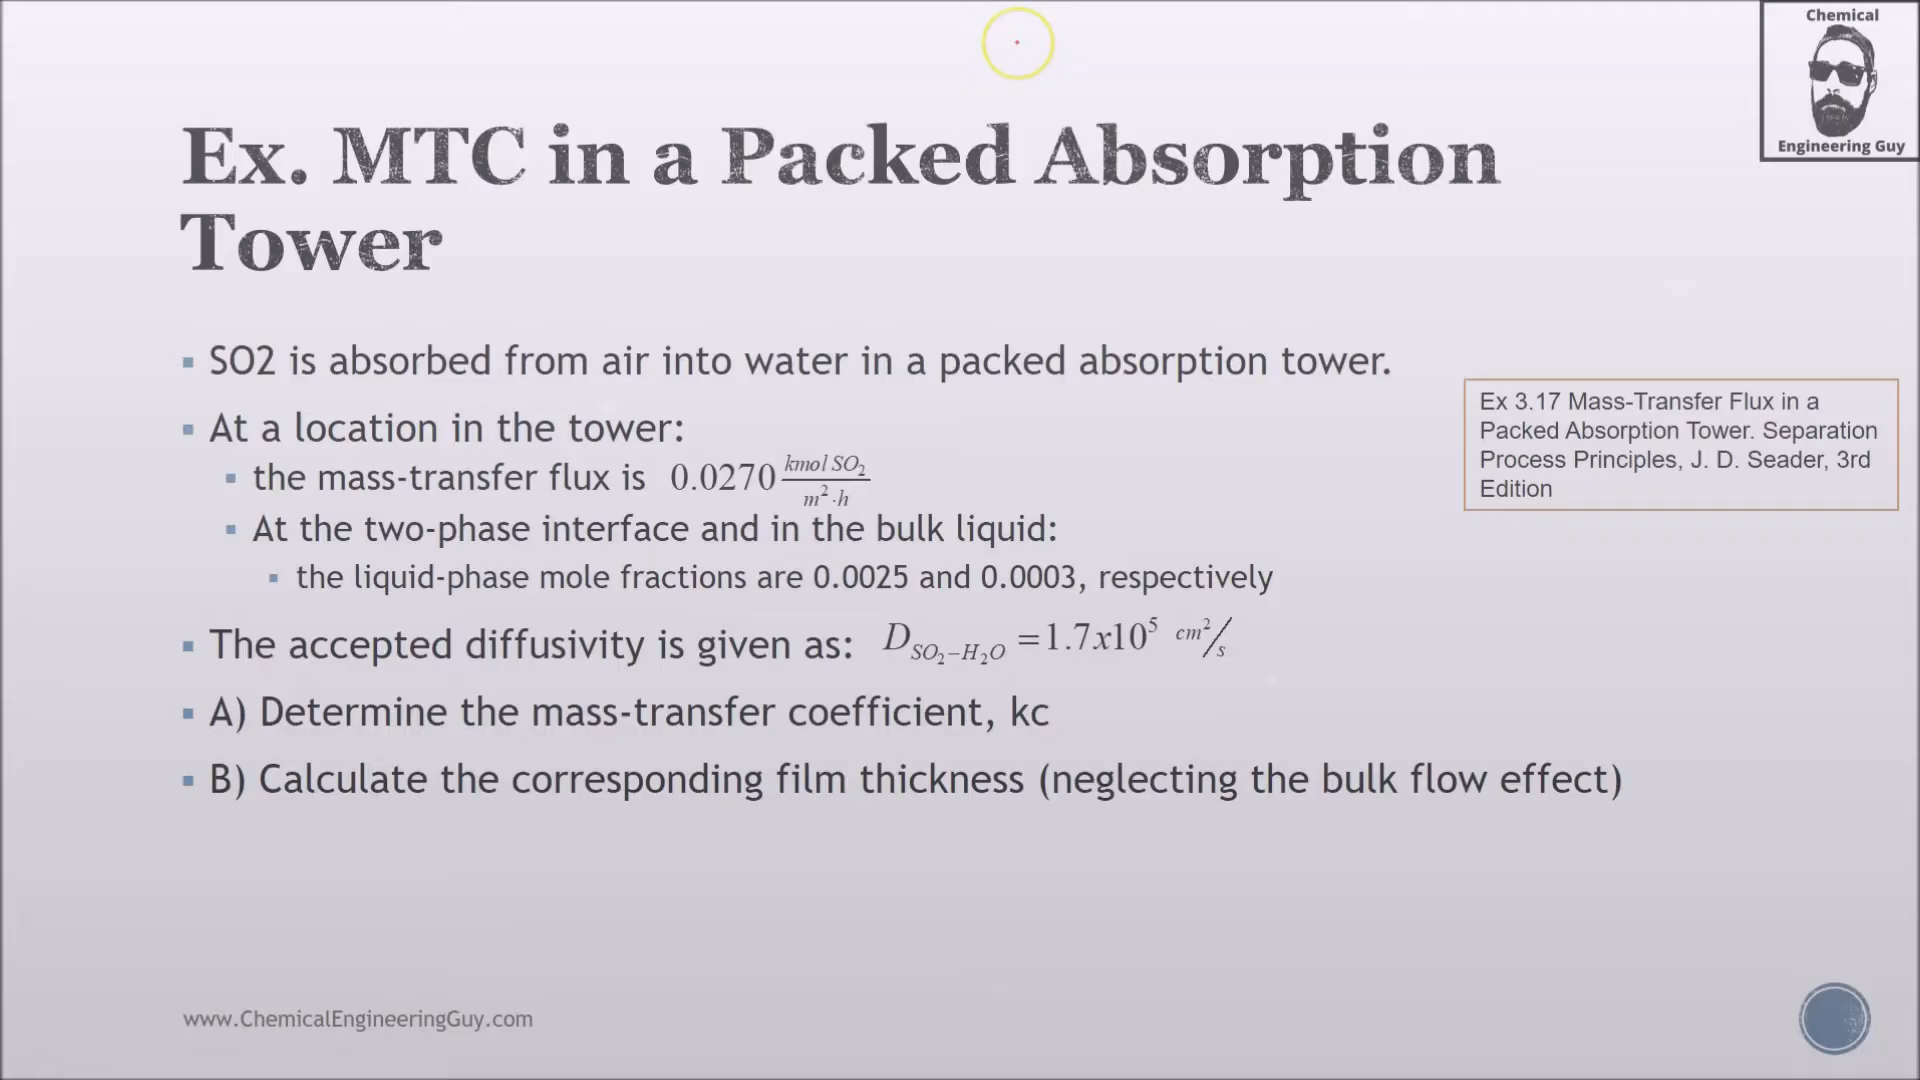 Chemical
Engineering Guy
Ex. MTC in a Packed Absorption
Tower
SO2 is absorbed from air into water in a packed absorption tower.
At a location in the tower:
the mass-transfer flux is 0.0270 kmol SO₂ / m²·h
At the two-phase interface and in the bulk liquid:
the liquid-phase mole fractions are 0.0025 and 0.0003, respectively
Ex 3.17 Mass-Transfer Flux in a
Packed Absorption Tower. Separation
Process Principles, J. D. Seader, 3rd
Edition
The accepted diffusivity is given as: D_SO₂−H₂O = 1.7x10⁵ cm²/s
A) Determine the mass-transfer coefficient, kc
B) Calculate the corresponding film thickness (neglecting the bulk flow effect)
www.ChemicalEngineeringGuy.com